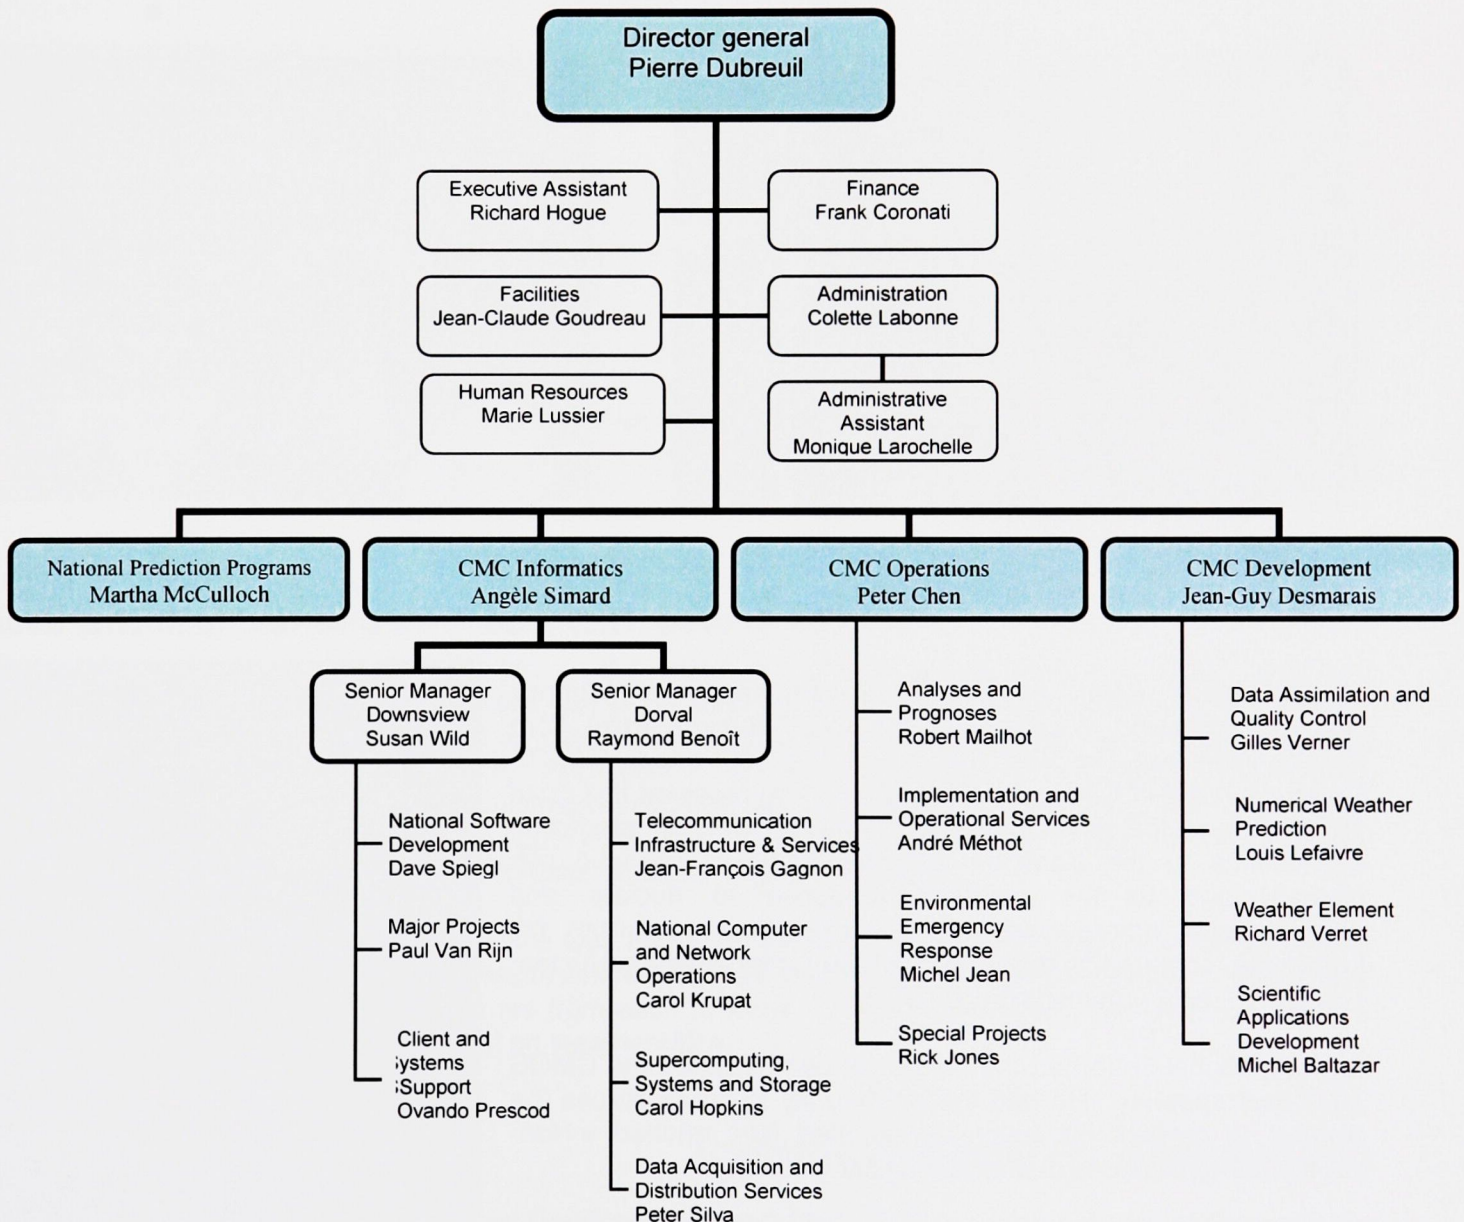 Director general
Pierre Dubreuil
Executive Assistant
Richard Hogue
Finance
Frank Coronati
Facilities
Jean-Claude Goudreau
Administration
Colette Labonne
Human Resources
Marie Lussier
Administrative
Assistant
Monique Larochelle
National Prediction Programs
Martha McCulloch
CMC Informatics
Angèle Simard
CMC Operations
Peter Chen
CMC Development
Jean-Guy Desmarais
Senior Manager
Downsview
Susan Wild
National Software
Development
Dave Spiegl
Major Projects
Paul Van Rijn
Client and
ystems
Support
Ovando Prescod
Senior Manager
Dorval
Raymond Benoît
Telecommunication
Infrastructure & Services
Jean-François Gagnon
National Computer
and Network
Operations
Carol Krupat
Supercomputing,
Systems and Storage
Carol Hopkins
Data Acquisition and
Distribution Services
Peter Silva
Analyses and
Prognoses
Robert Mailhot
Implementation and
Operational Services
André Méthot
Environmental
Emergency
Response
Michel Jean
Special Projects
Rick Jones
Data Assimilation and
Quality Control
Gilles Verner
Numerical Weather
Prediction
Louis Lefaivre
Weather Element
Richard Verret
Scientific
Applications
Development
Michel Baltazar